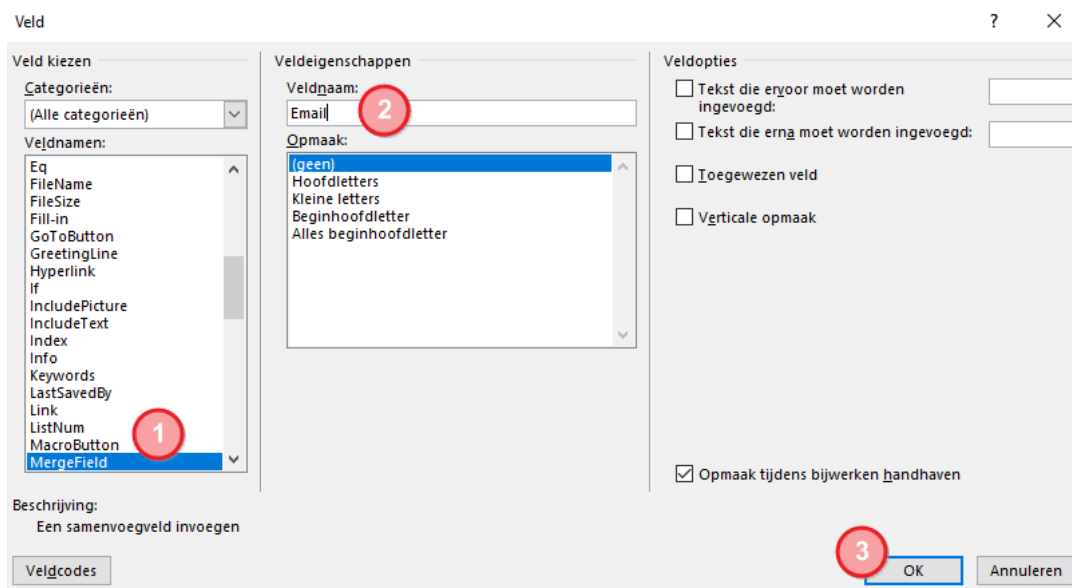 Veld
?
Veld kiezen
Categorieën:
(Alle categorieën)
Veldnamen:
Eq
FileName
FileSize
Fill-in
GoToButton
GreetingLine
Hyperlink
If
IncludePicture
IncludeText
Index
Info
Keywords
LastSavedBy
Link
ListNum
MacroButton
MergeField
1
Beschrijving:
Een samenvoegveld invoegen
Veldcodes
Veldeigenschappen
Veldnaam:
Email
2
Opmaak:
(geen)
Hoofdletters
Kleine letters
Beginhoofdletter
Alles beginhoofdletter
Veldopties
Tekst die ervoor moet worden
ingevoegd:
Tekst die erna moet worden ingevoegd:
Toegewezen veld
Verticale opmaak
Opmaak tijdens bijwerken handhaven
3
OK
Annuleren